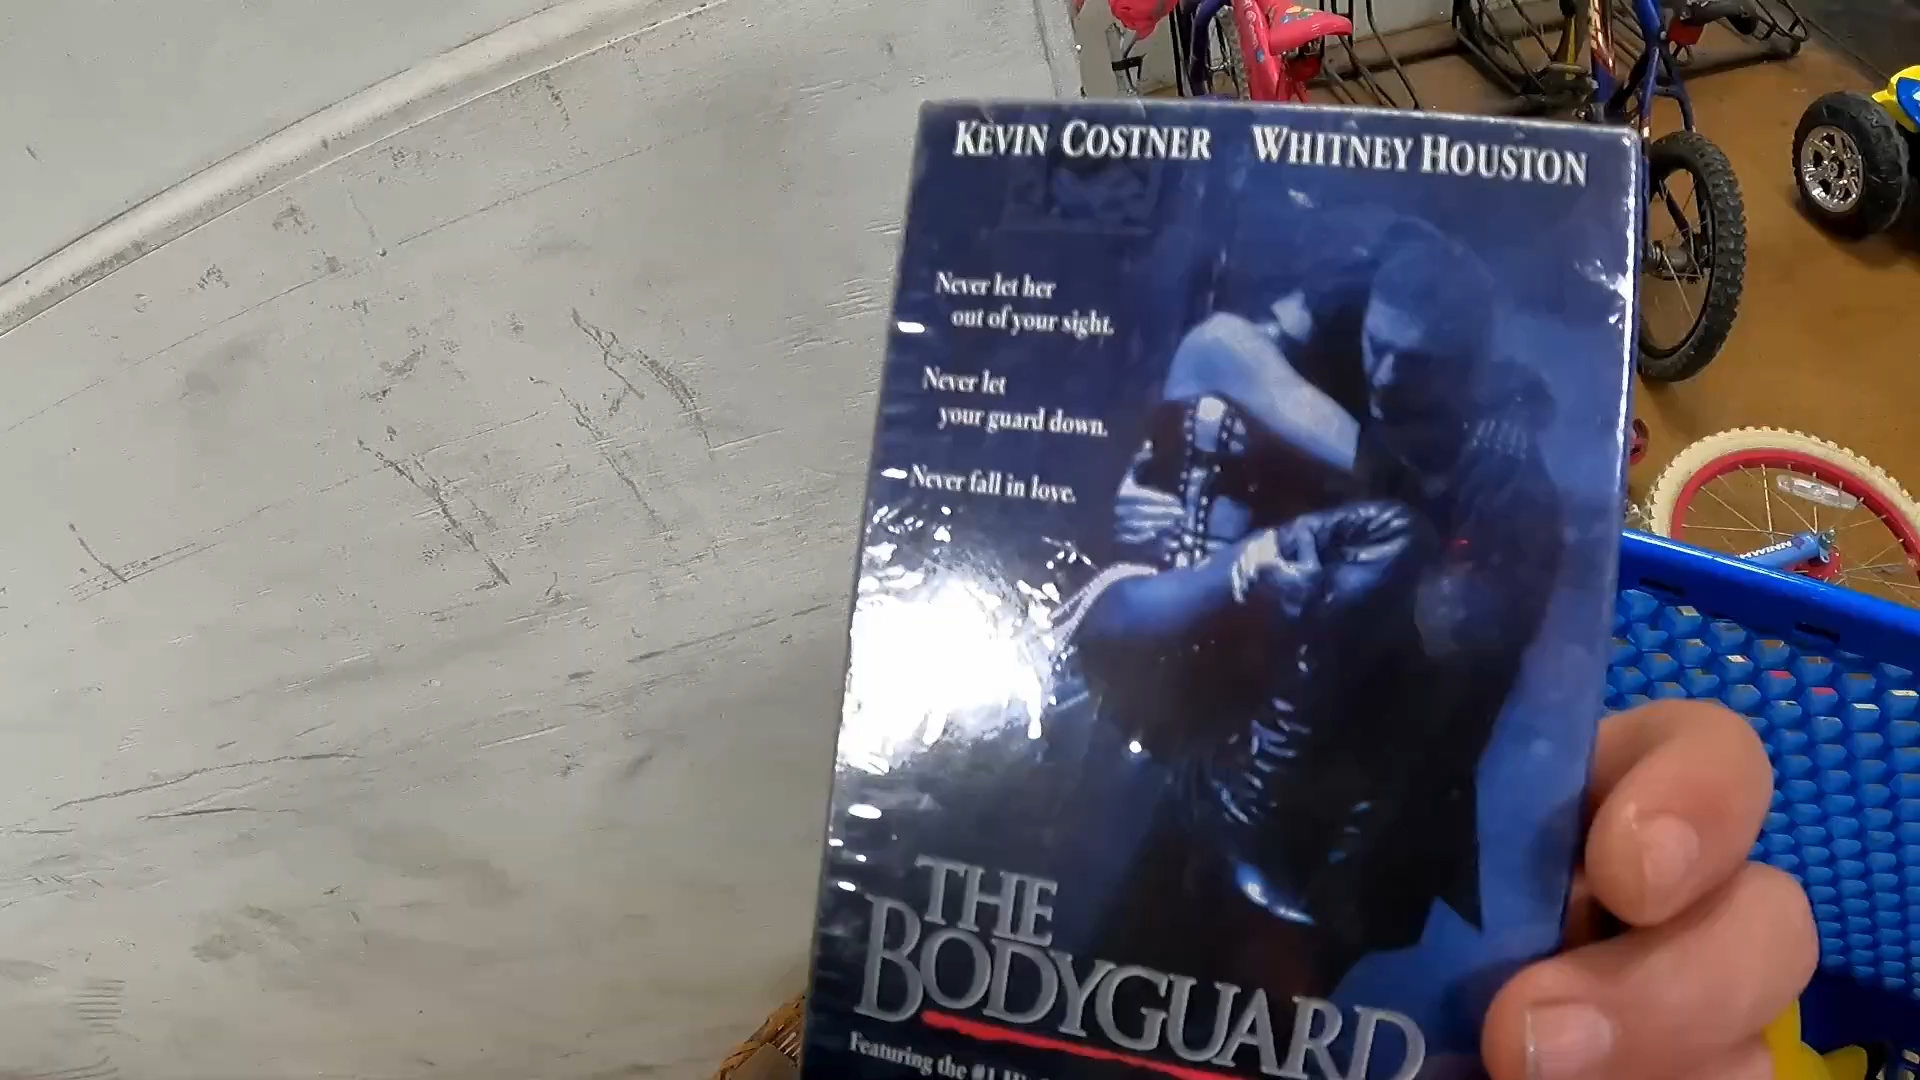 KEVIN COSTNER WHITNEY HOUSTON
Never let her
out of your sight.
Never let
your guard down.
Never fall in love.
THE
BODYGUARD
Featuring the #1